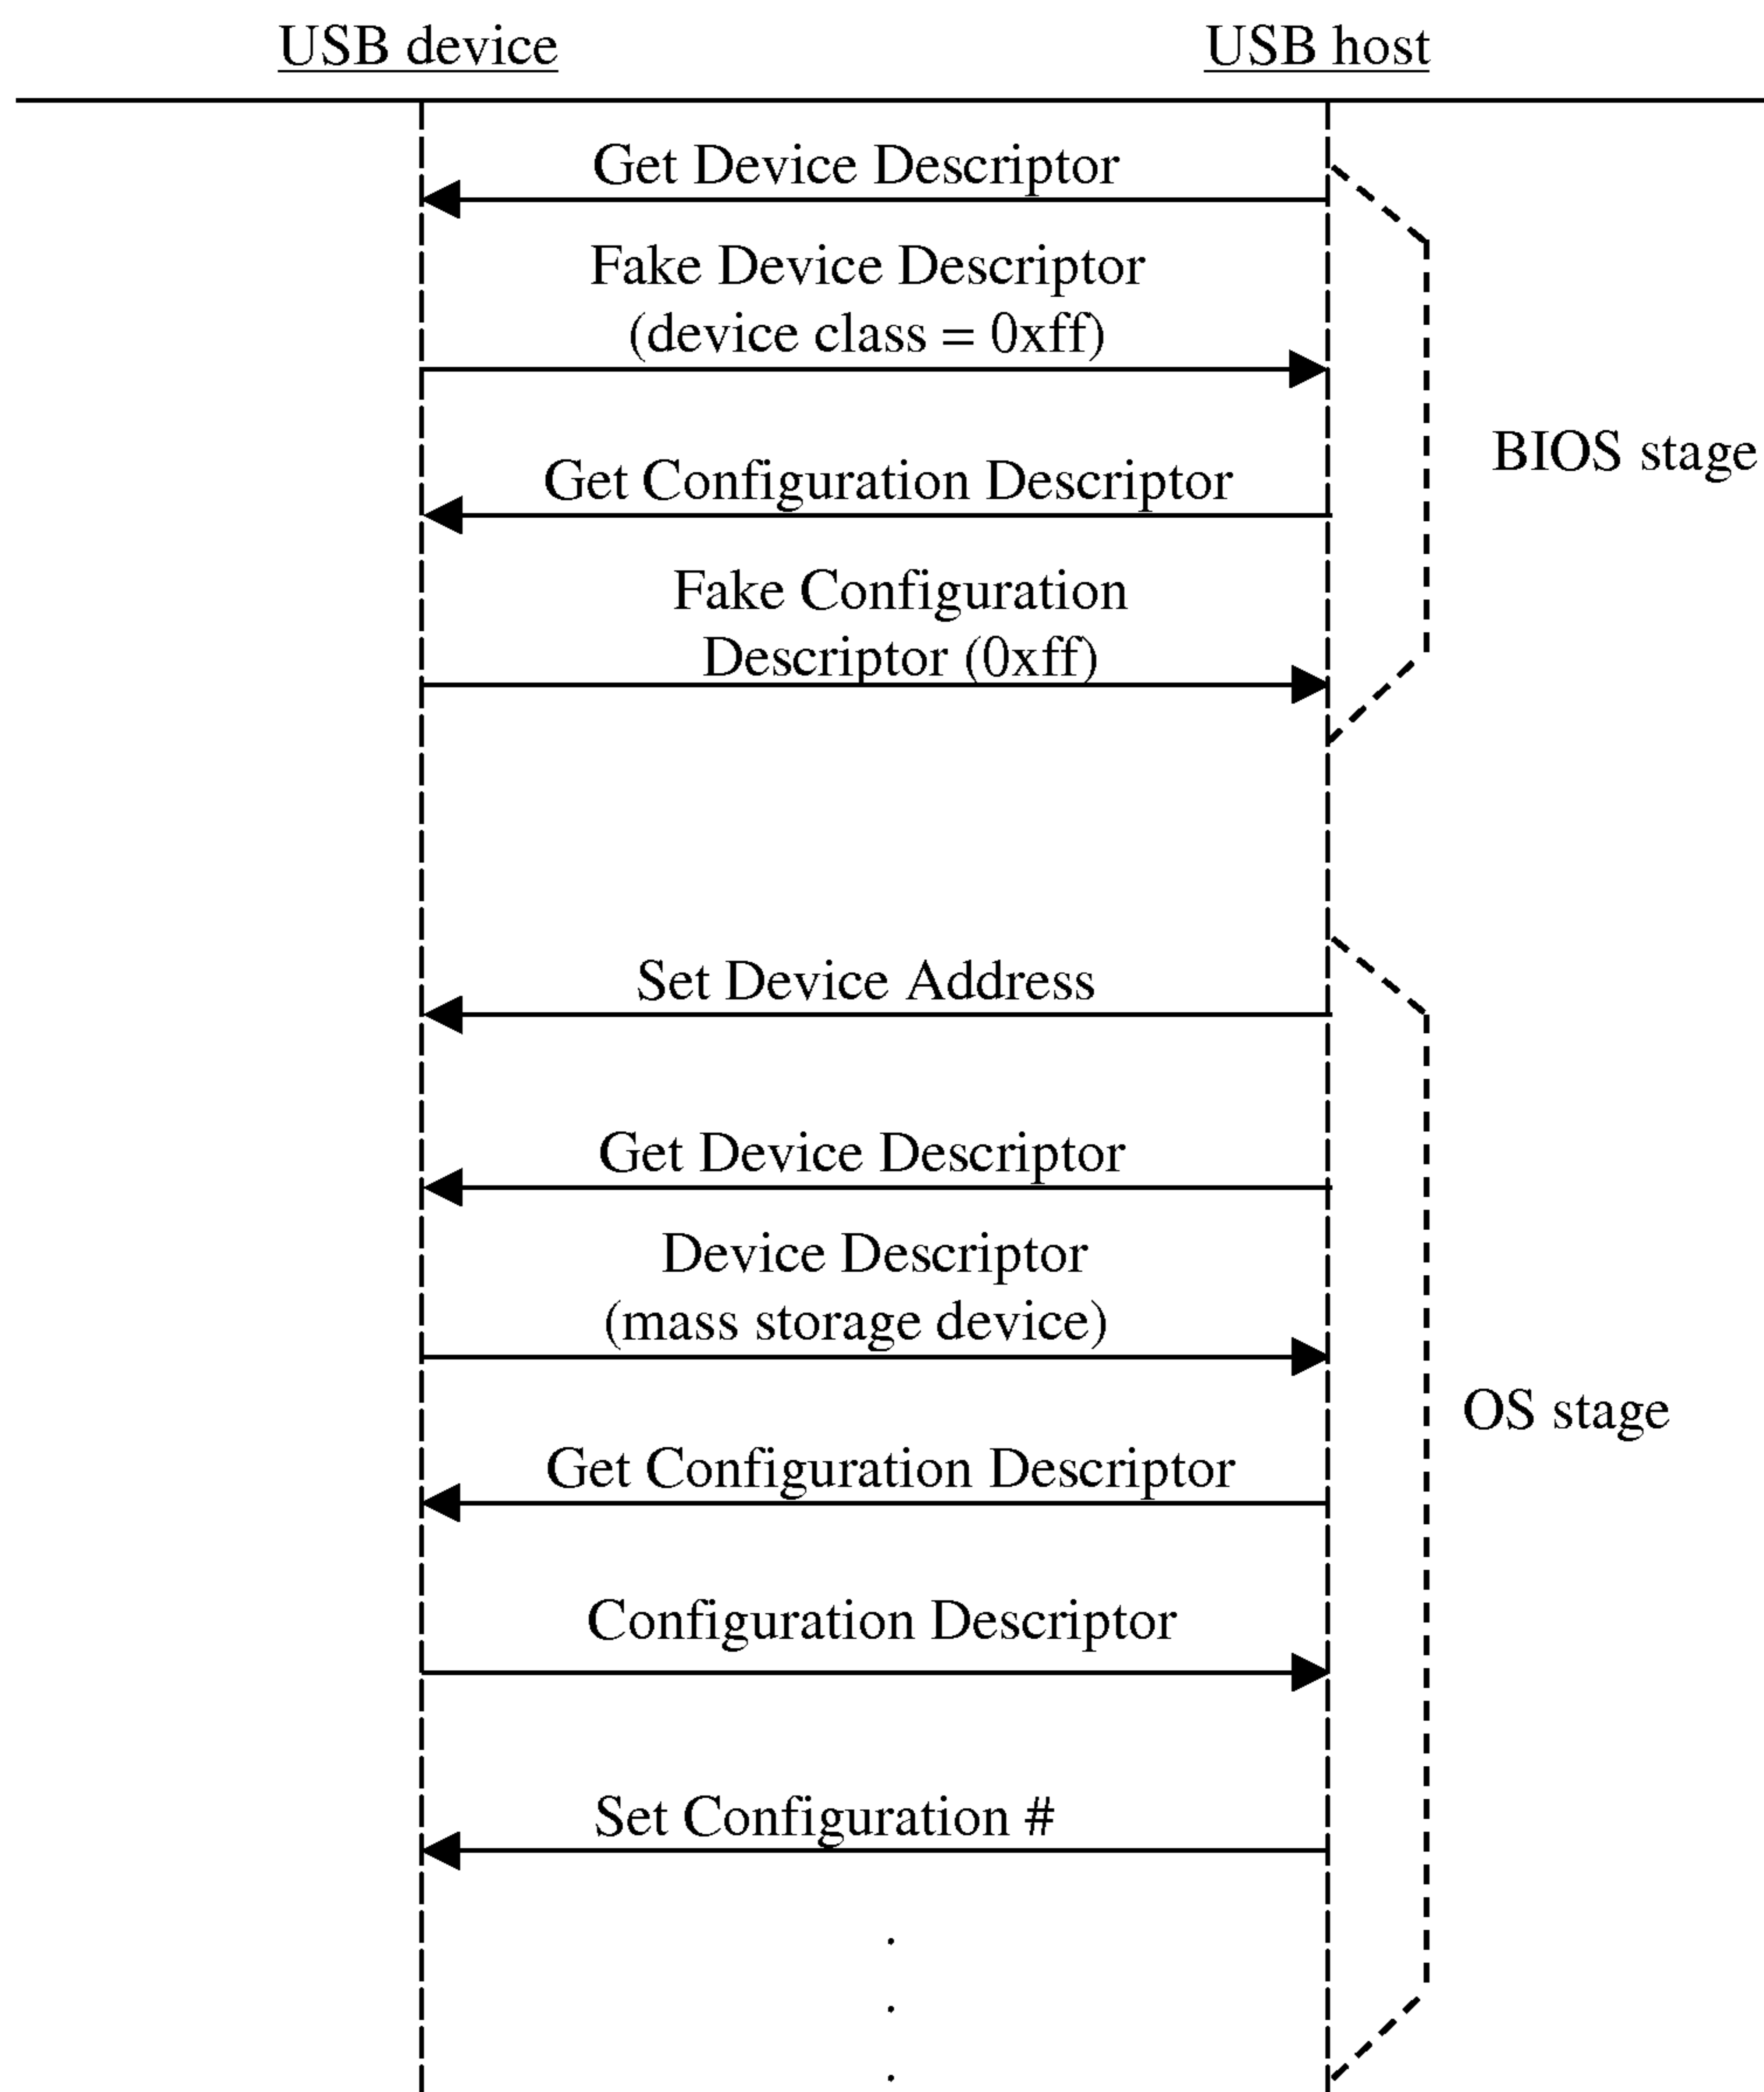 USB device
USB host
Get Device Descriptor
Fake Device Descriptor
(device class = 0xff)
BIOS stage
Get Configuration Descriptor
Fake Configuration
Descriptor (0xff)
Set Device Address
Get Device Descriptor
Device Descriptor
(mass storage device)
OS stage
Get Configuration Descriptor
Configuration Descriptor
Set Configuration #
.
.
.